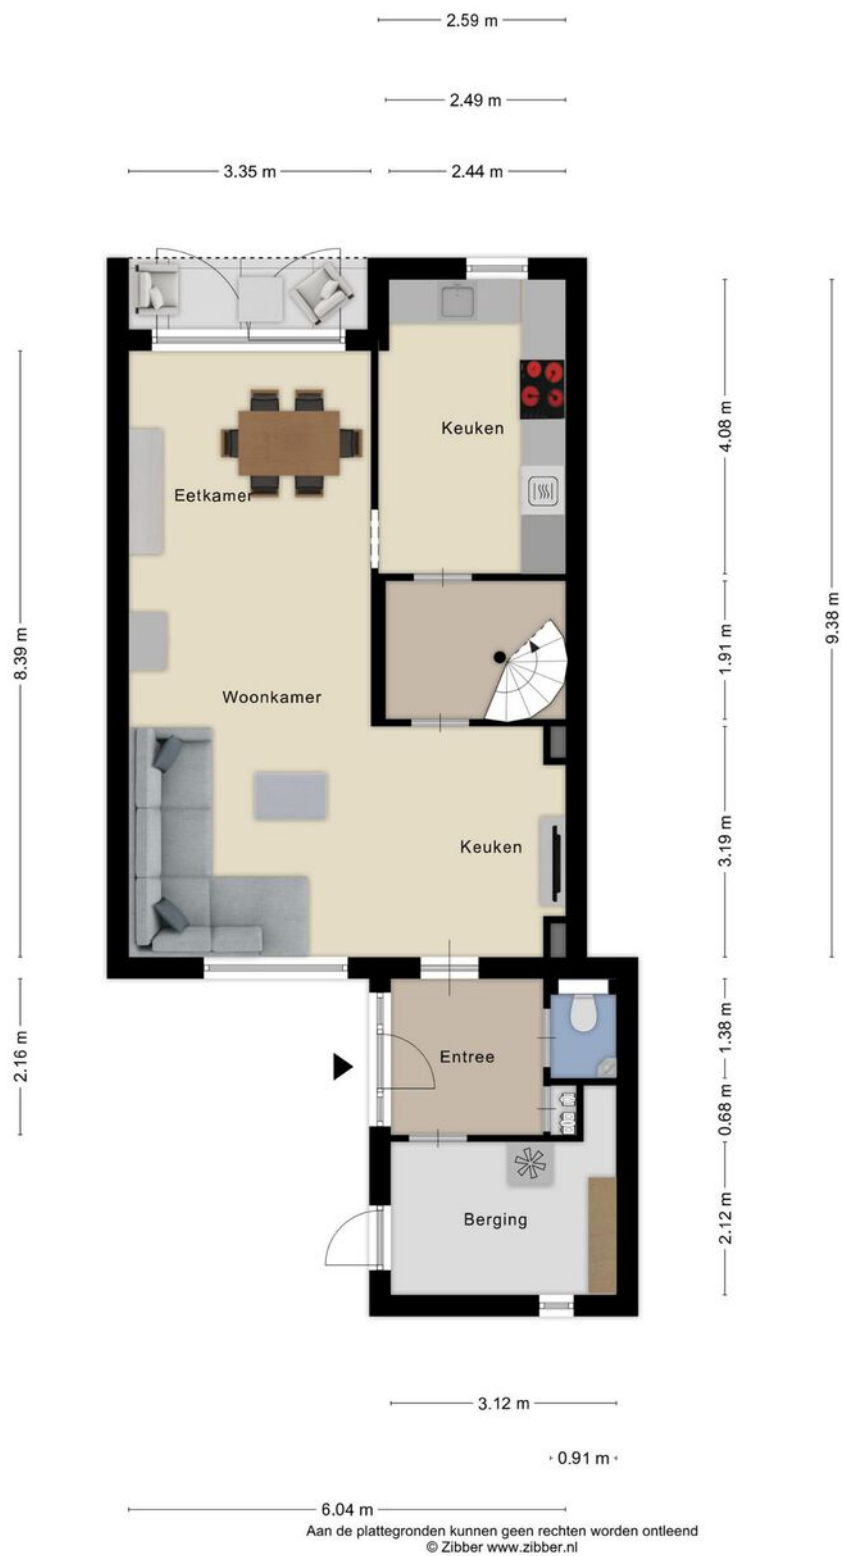 2.59 m
2.49 m
3.35 m
2.44 m
Keuken
4.08 m
Eetkamer
9.38 m
8.39 m
1.91 m
Woonkamer
Keuken
3.19 m
1.38 m
2.16 m
Entree
0.68 m
2.12 m
Berging
3.12 m
0.91 m
6.04 m
Aan de plattegronden kunnen geen rechten worden ontleend
© Zibber www.zibber.nl